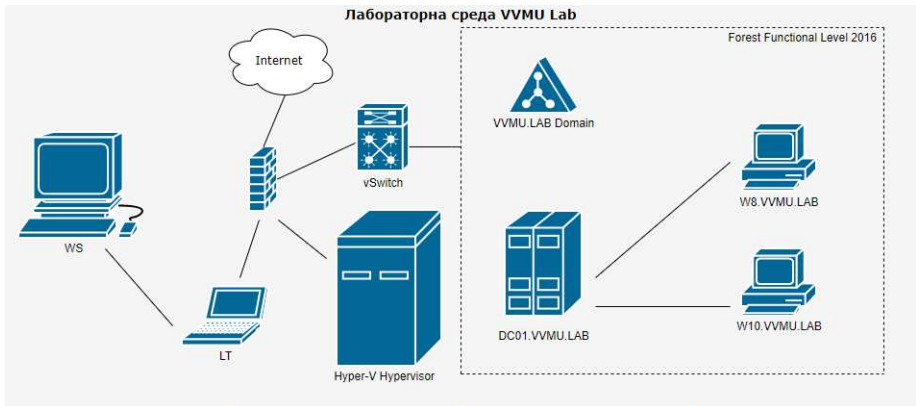 Лабораторна среда VVMU Lab
Forest Functional Level 2016
Internet
VVMU.LAB Domain
vSwitch
W8.VVMU.LAB
WS
DC01.VVMU.LAB
W10.VVMU.LAB
LT
Hyper-V Hypervisor